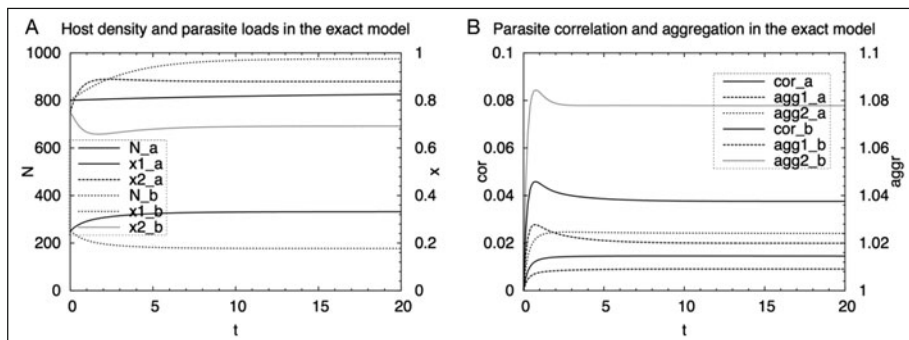 A Host density and parasite loads in the exact model
1000
800
600
400
200
0
N
1
0.8
0.6
0.4
0.2
0
x
N_a
x1_a
x2_a
N_b
x1_b
x2_b
0 5 10 15 20
t
B Parasite correlation and aggregation in the exact model
0.1
0.08
0.06
0.04
0.02
0
cor
1.1
1.08
1.06
1.04
1.02
1
aggr
cor_a
agg1_a
agg2_a
cor_b
agg1_b
agg2_b
0 5 10 15 20
t